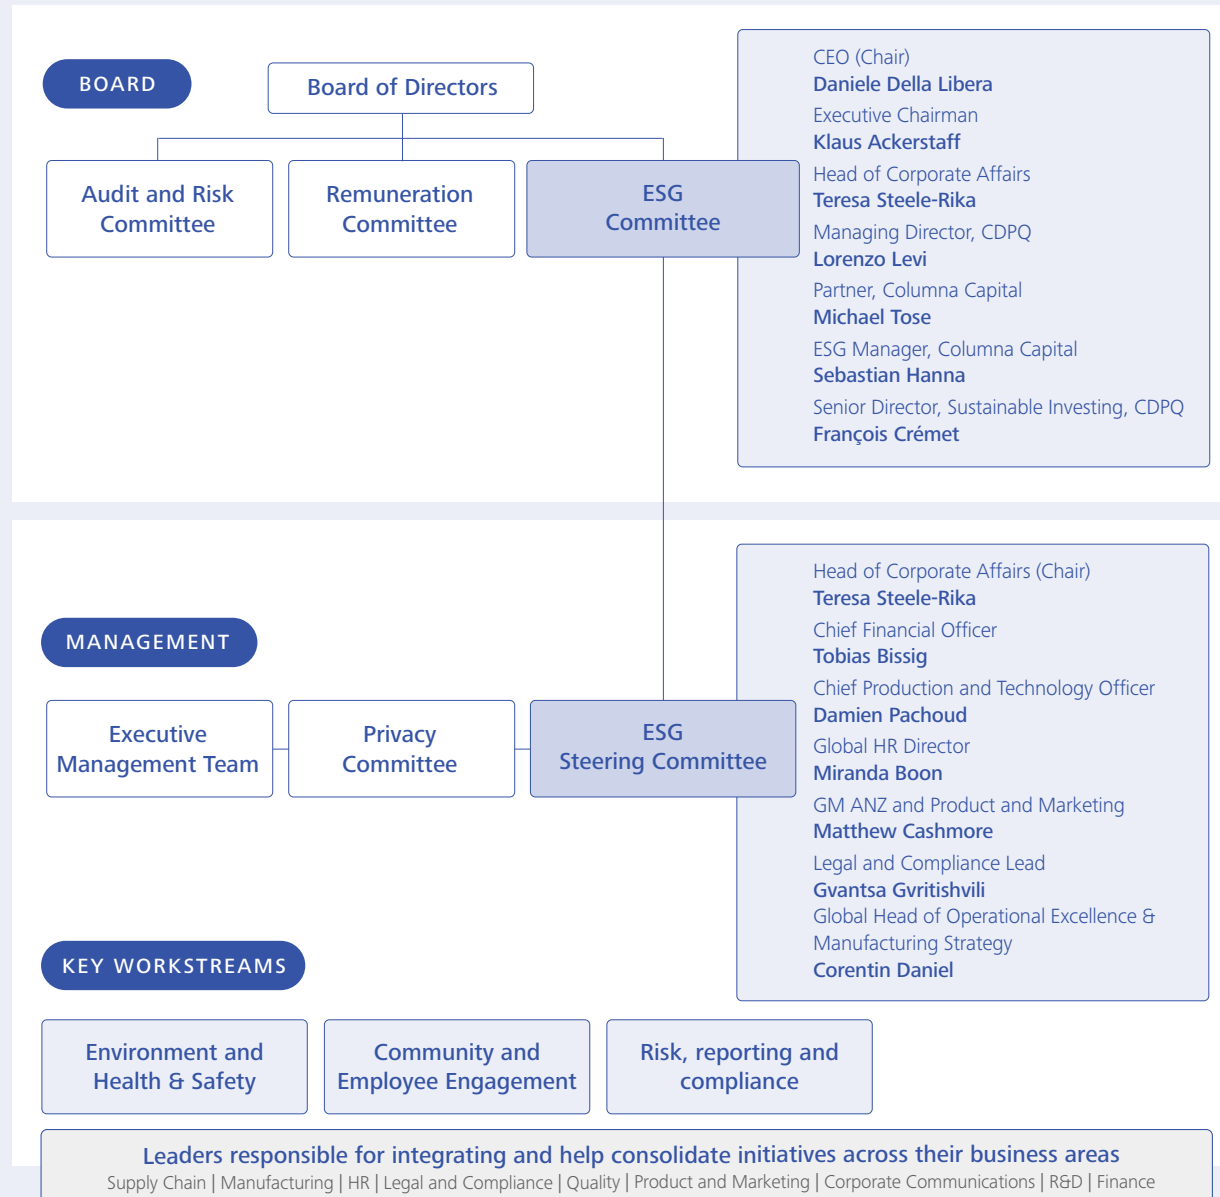 BOARD
Board of Directors
Audit and Risk
Committee
Remuneration
Committee
ESG
Committee
CEO (Chair)
Daniele Della Libera
Executive Chairman
Klaus Ackerstaff
Head of Corporate Affairs
Teresa Steele-Rika
Managing Director, CDPQ
Lorenzo Levi
Partner, Columna Capital
Michael Tose
ESG Manager, Columna Capital
Sebastian Hanna
Senior Director, Sustainable Investing, CDPQ
François Crémet
MANAGEMENT
Executive
Management Team
Privacy
Committee
ESG
Steering Committee
Head of Corporate Affairs (Chair)
Teresa Steele-Rika
Chief Financial Officer
Tobias Bissig
Chief Production and Technology Officer
Damien Pachoud
Global HR Director
Miranda Boon
GM ANZ and Product and Marketing
Matthew Cashmore
Legal and Compliance Lead
Gvantsa Gvritishvili
Global Head of Operational Excellence &
Manufacturing Strategy
Corentin Daniel
KEY WORKSTREAMS
Environment and
Health & Safety
Community and
Employee Engagement
Risk, reporting and
compliance
Leaders responsible for integrating and help consolidate initiatives across their business areas
Supply Chain | Manufacturing | HR | Legal and Compliance | Quality | Product and Marketing | Corporate Communications | R&D | Finance